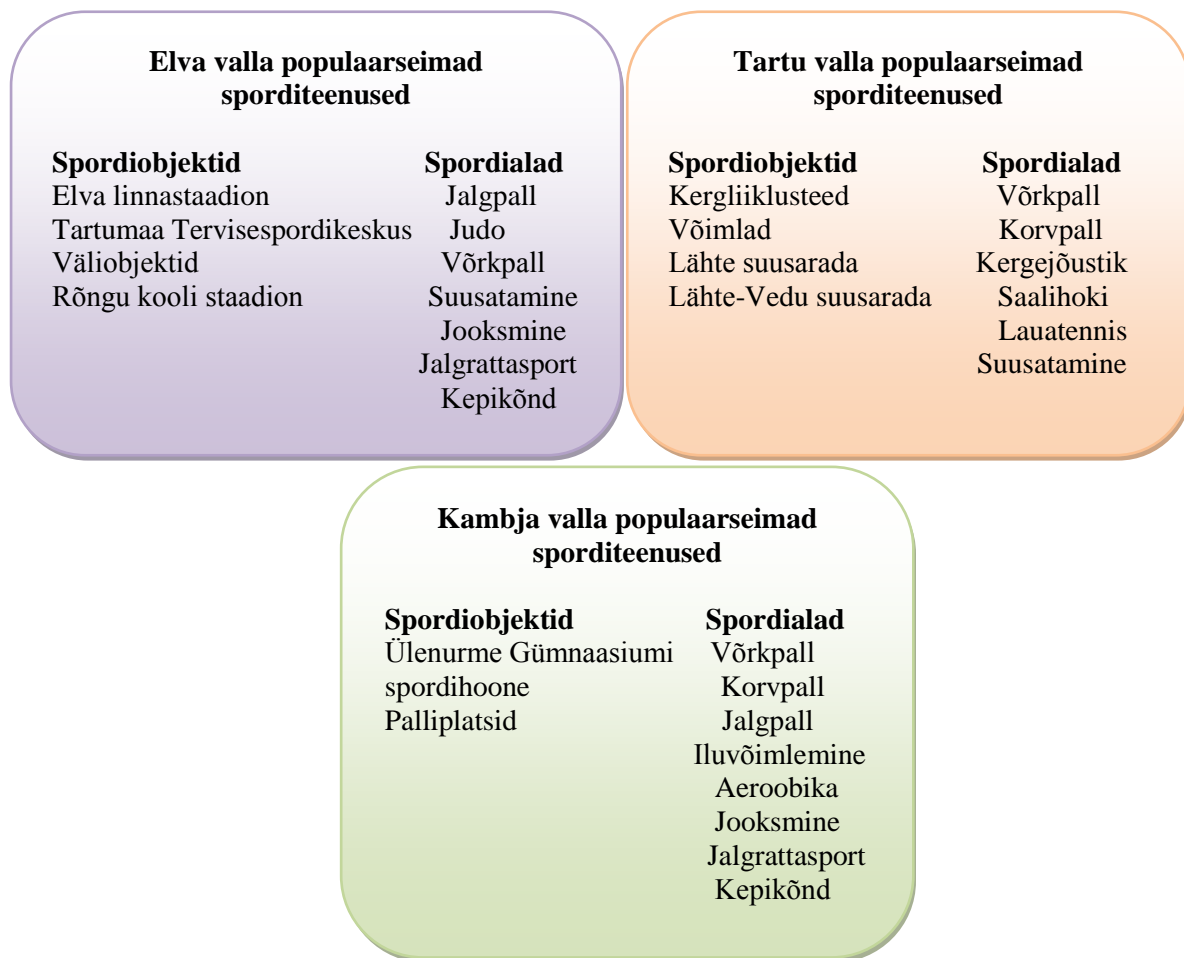 Elva valla populaarseimad
sporditeenused
Spordiobjektid Spordialad
Elva linnastaadion Jalgpall
Tartumaa Tervisespordikeskus Judo
Väliobjektid Võrkpall
Rõngu kooli staadion Suusatamine
Jooksmine
Jalgrattasport
Kepikõnd
Tartu valla populaarseimad
sporditeenused
Spordiobjektid Spordialad
Kergliiklusteed Võrkpall
Võimlad Korvpall
Lähte suusarada Kergejõustik
Lähte-Vedu suusarada Saalihoki
Lauatennis
Suusatamine
Kambja valla populaarseimad
sporditeenused
Spordiobjektid Spordialad
Ülenurme Gümnaasiumi Võrkpall
spordihoone Korvpall
Palliplatsid Jalgpall
Iluvõimlemine
Aeroobika
Jooksmine
Jalgrattasport
Kepikõnd